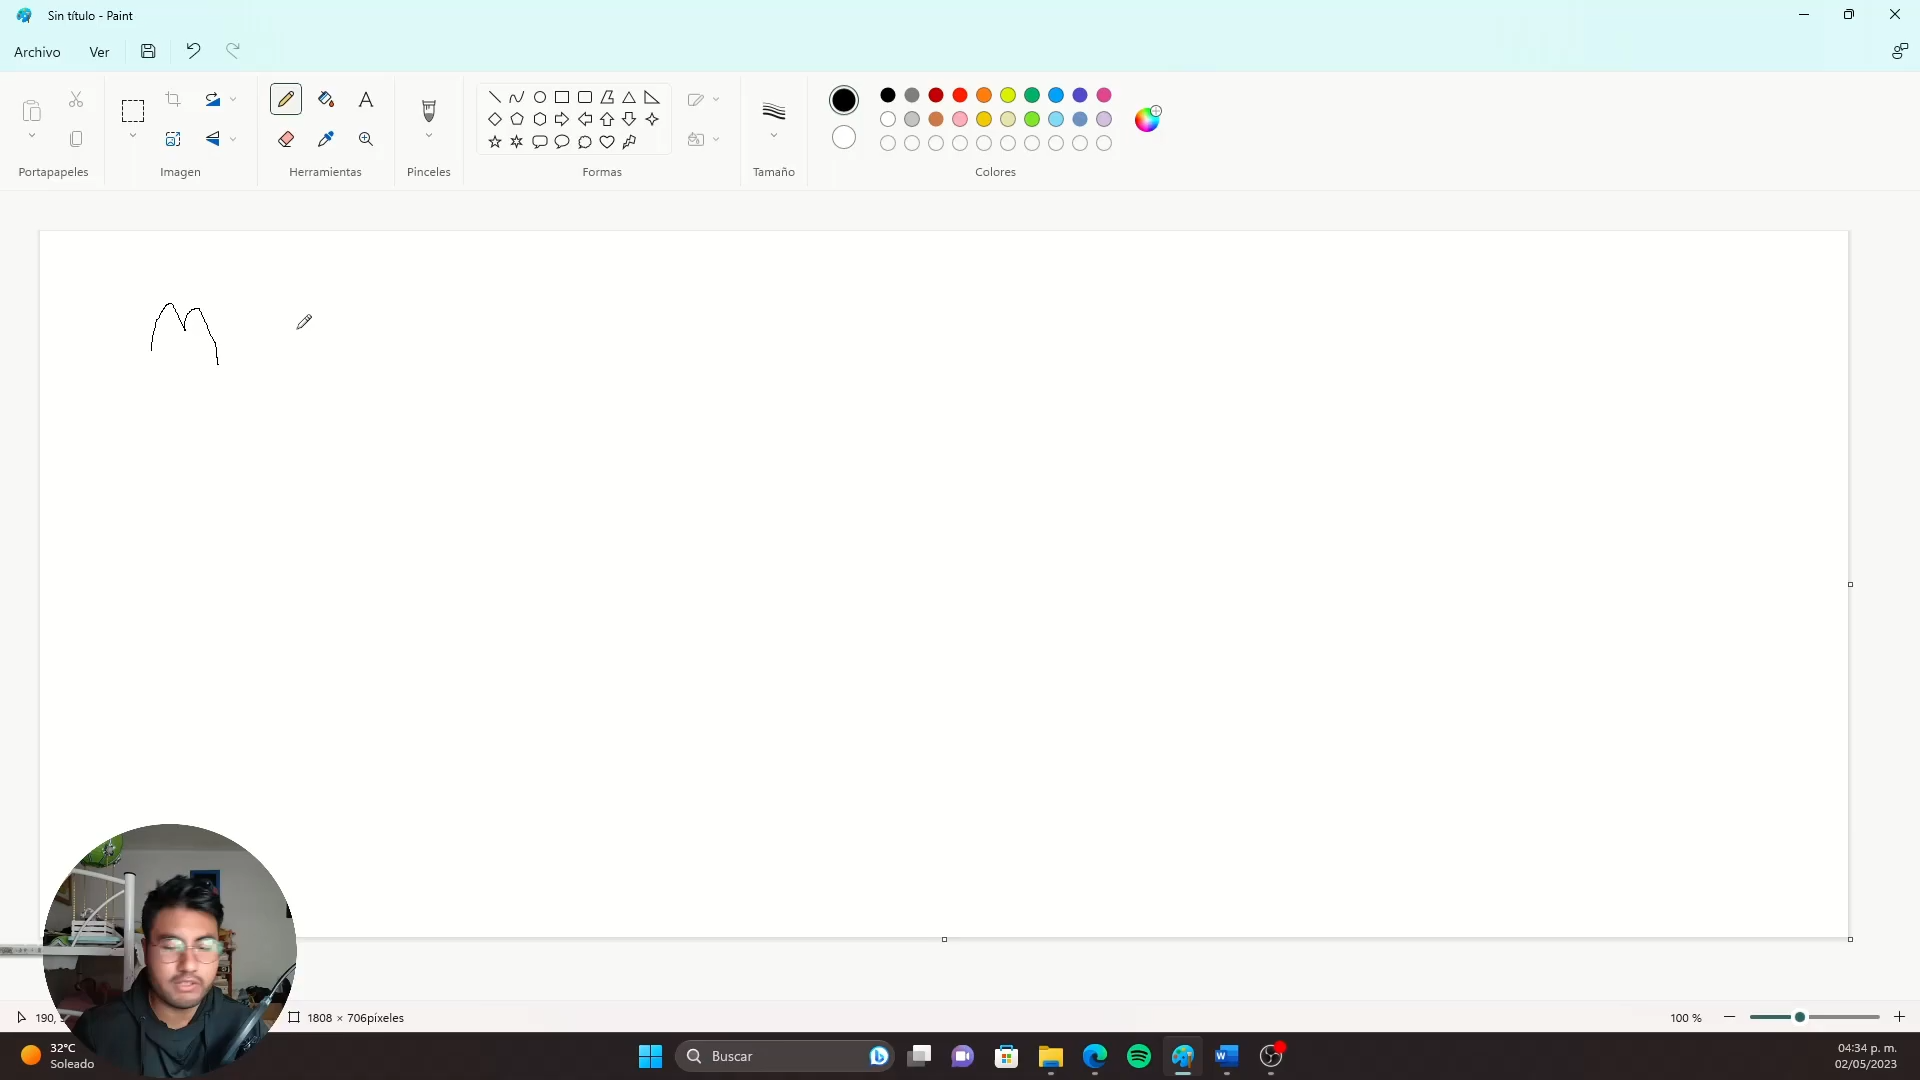 Sin título - Paint
Archivo Ver
Portapapeles Imagen Herramientas Pinceles Formas Tamaño Colores
M
190,
1808 × 706píxeles
100 %
32°C
Soleado
Buscar
04:34 p. m.
02/05/2023